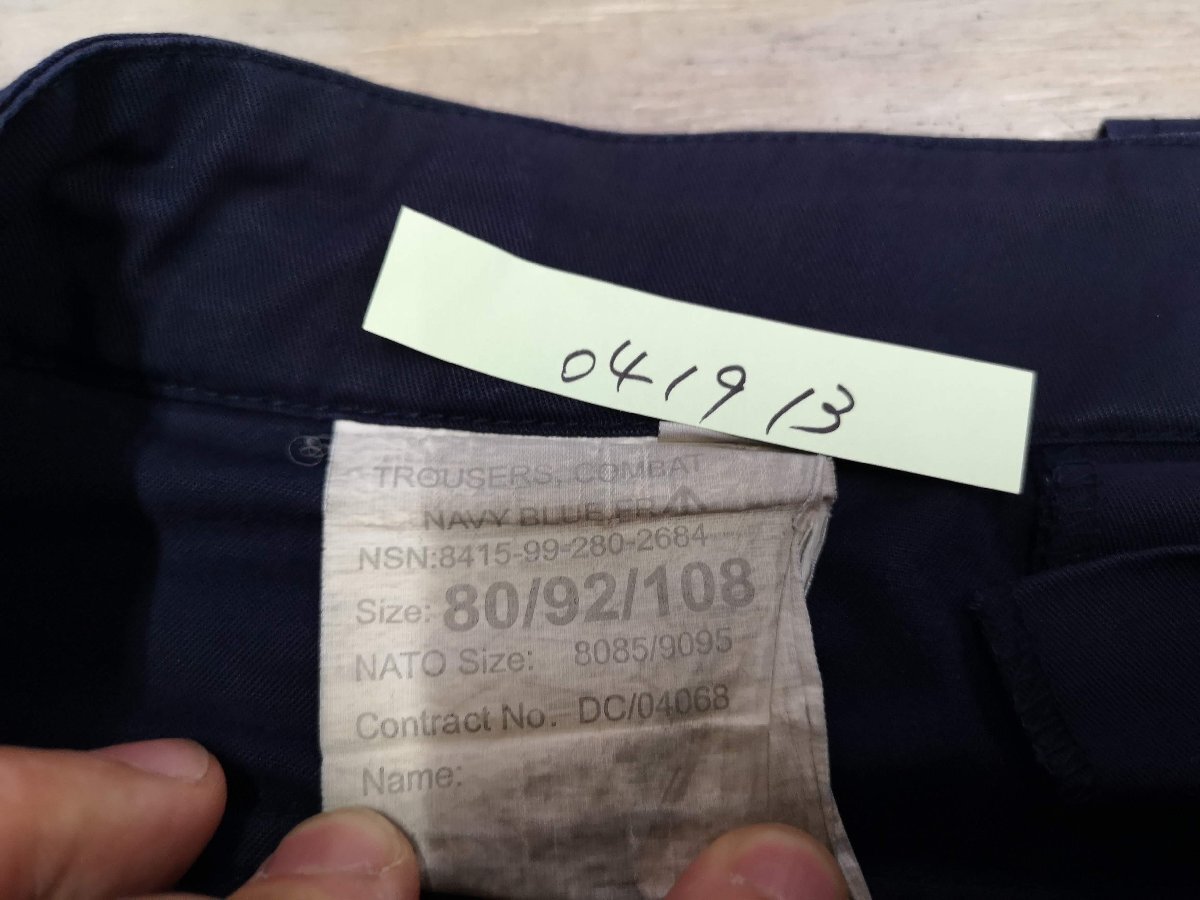 041913
TROUSERS, COMBAT
NAVY BLUE FR
NSN:8415-99-280-2684
Size: 80/92/108
NATO Size: 8085/9095
Contract No. DC/04068
Name: